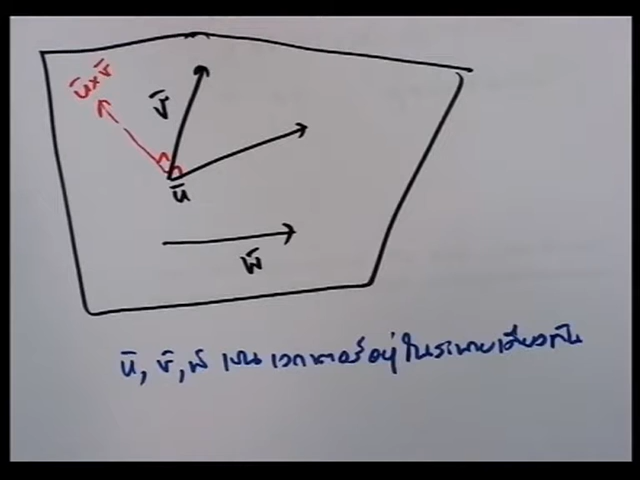 ū×v̄
v̄
ū
w̄
ū, v̄, w̄ เป็น เวกเตอร์อยู่ในระนาบเดียวกัน